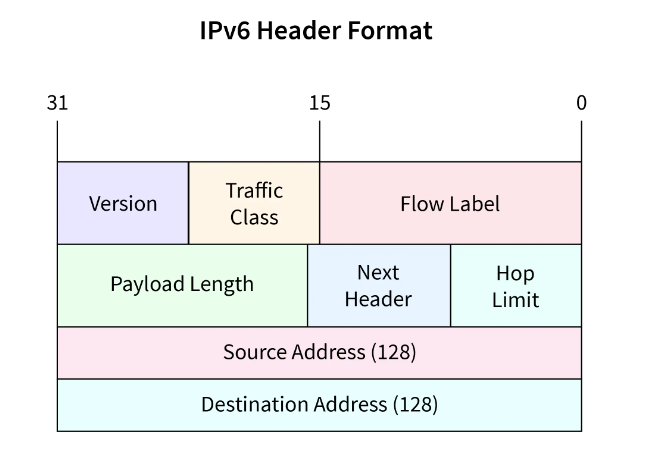 IPv6 Header Format
31 15 0
Version
Traffic
Class
Flow Label
Payload Length
Next
Header
Hop
Limit
Source Address (128)
Destination Address (128)